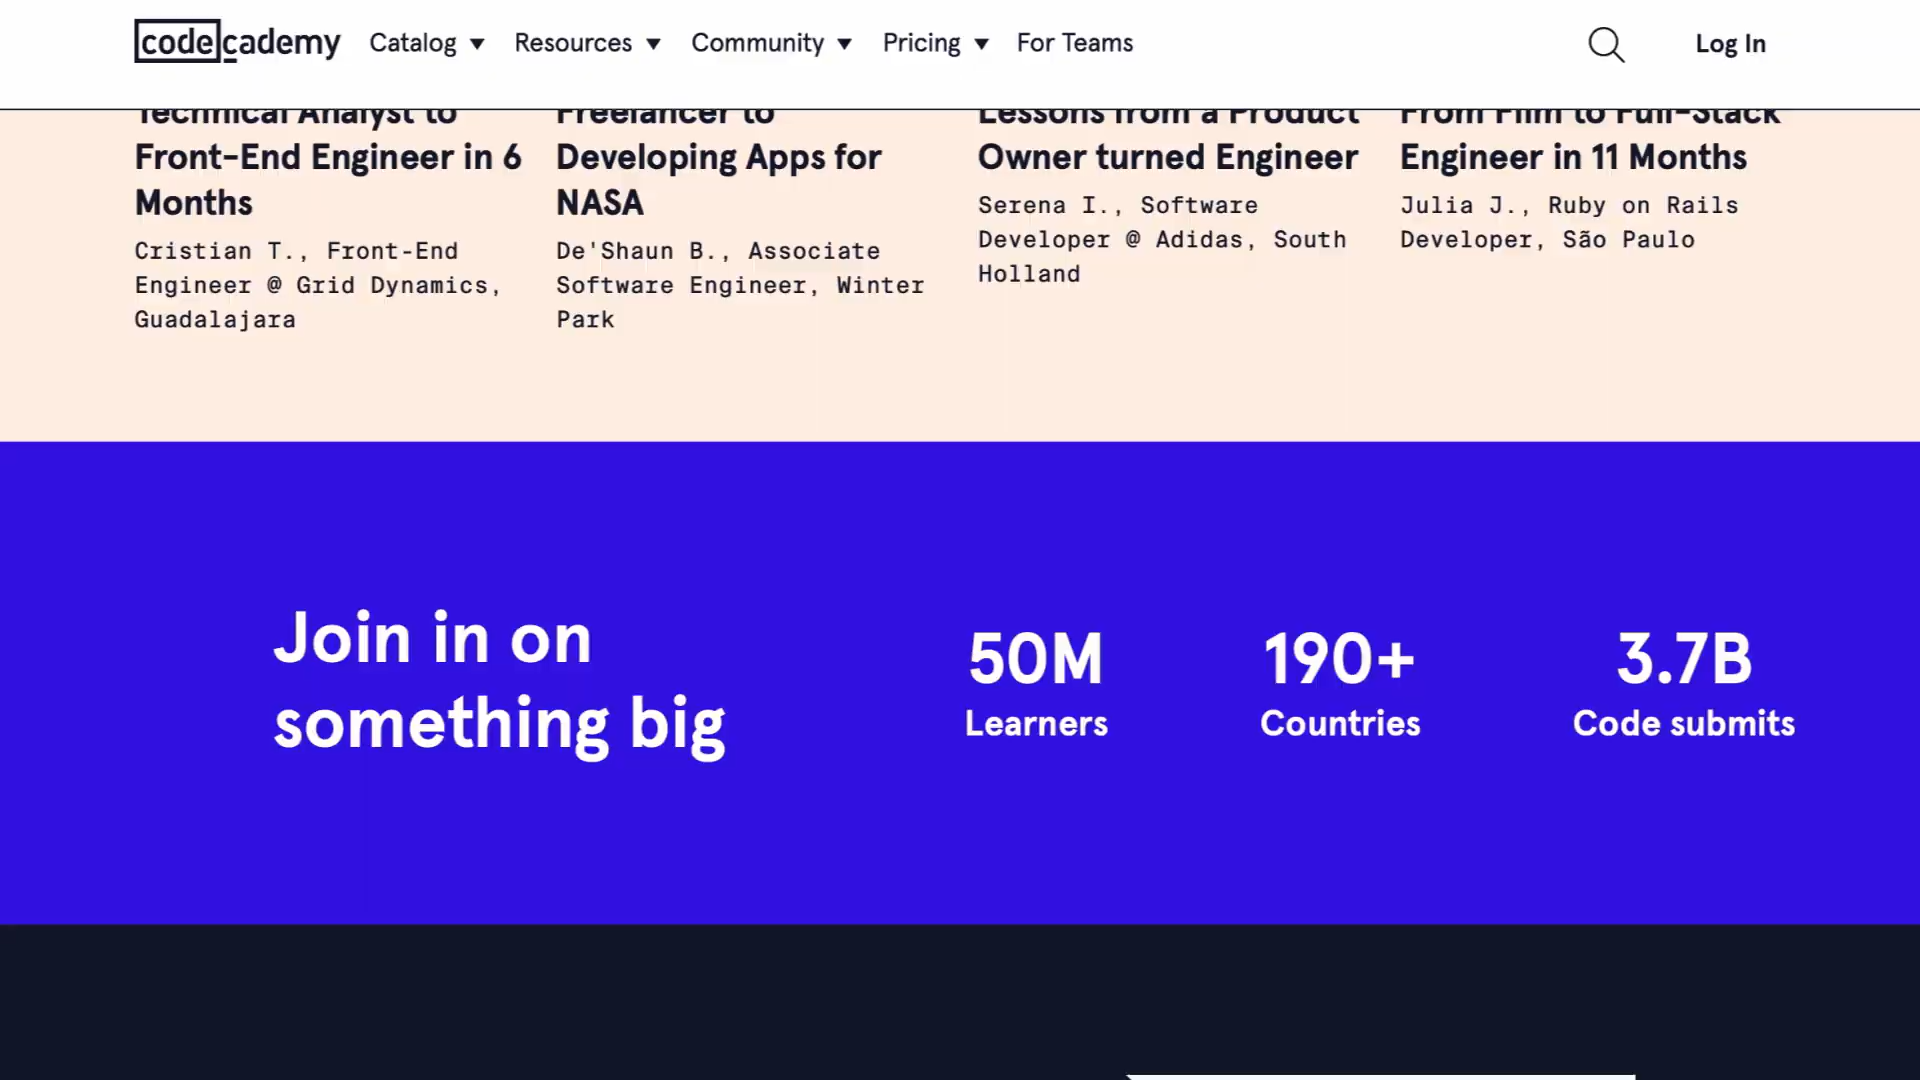 codecademy Catalog Resources Community Pricing For Teams Log In
Technical Analyst to
Front-End Engineer in 6
Months
Cristian T., Front-End
Engineer @ Grid Dynamics,
Guadalajara
Freelancer to
Developing Apps for
NASA
De'Shaun B., Associate
Software Engineer, Winter
Park
Lessons from a Product
Owner turned Engineer
Serena I., Software
Developer @ Adidas, South
Holland
From Film to Full-Stack
Engineer in 11 Months
Julia J., Ruby on Rails
Developer, São Paulo
Join in on
something big
50M
Learners
190+
Countries
3.7B
Code submits